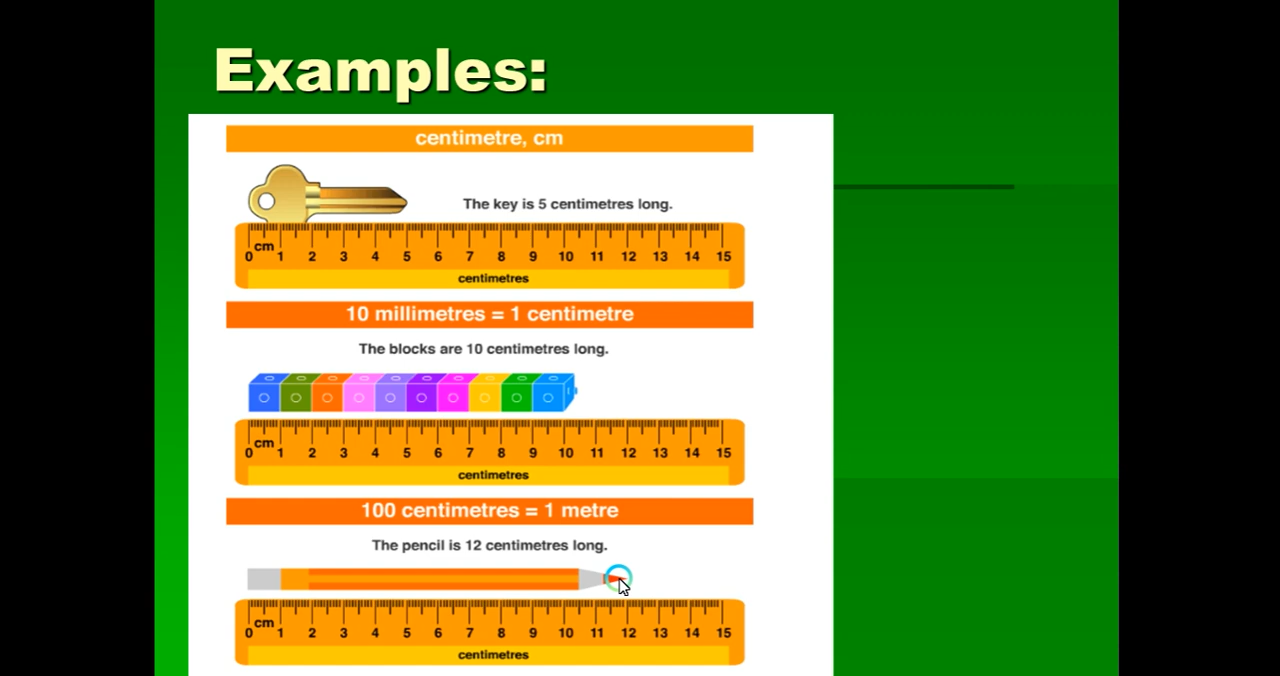 Examples:
centimetre, cm
The key is 5 centimetres long.
cm
0 1 2 3 4 5 6 7 8 9 10 11 12 13 14 15
centimetres
10 millimetres = 1 centimetre
The blocks are 10 centimetres long.
cm
0 1 2 3 4 5 6 7 8 9 10 11 12 13 14 15
centimetres
100 centimetres = 1 metre
The pencil is 12 centimetres long.
cm
0 1 2 3 4 5 6 7 8 9 10 11 12 13 14 15
centimetres